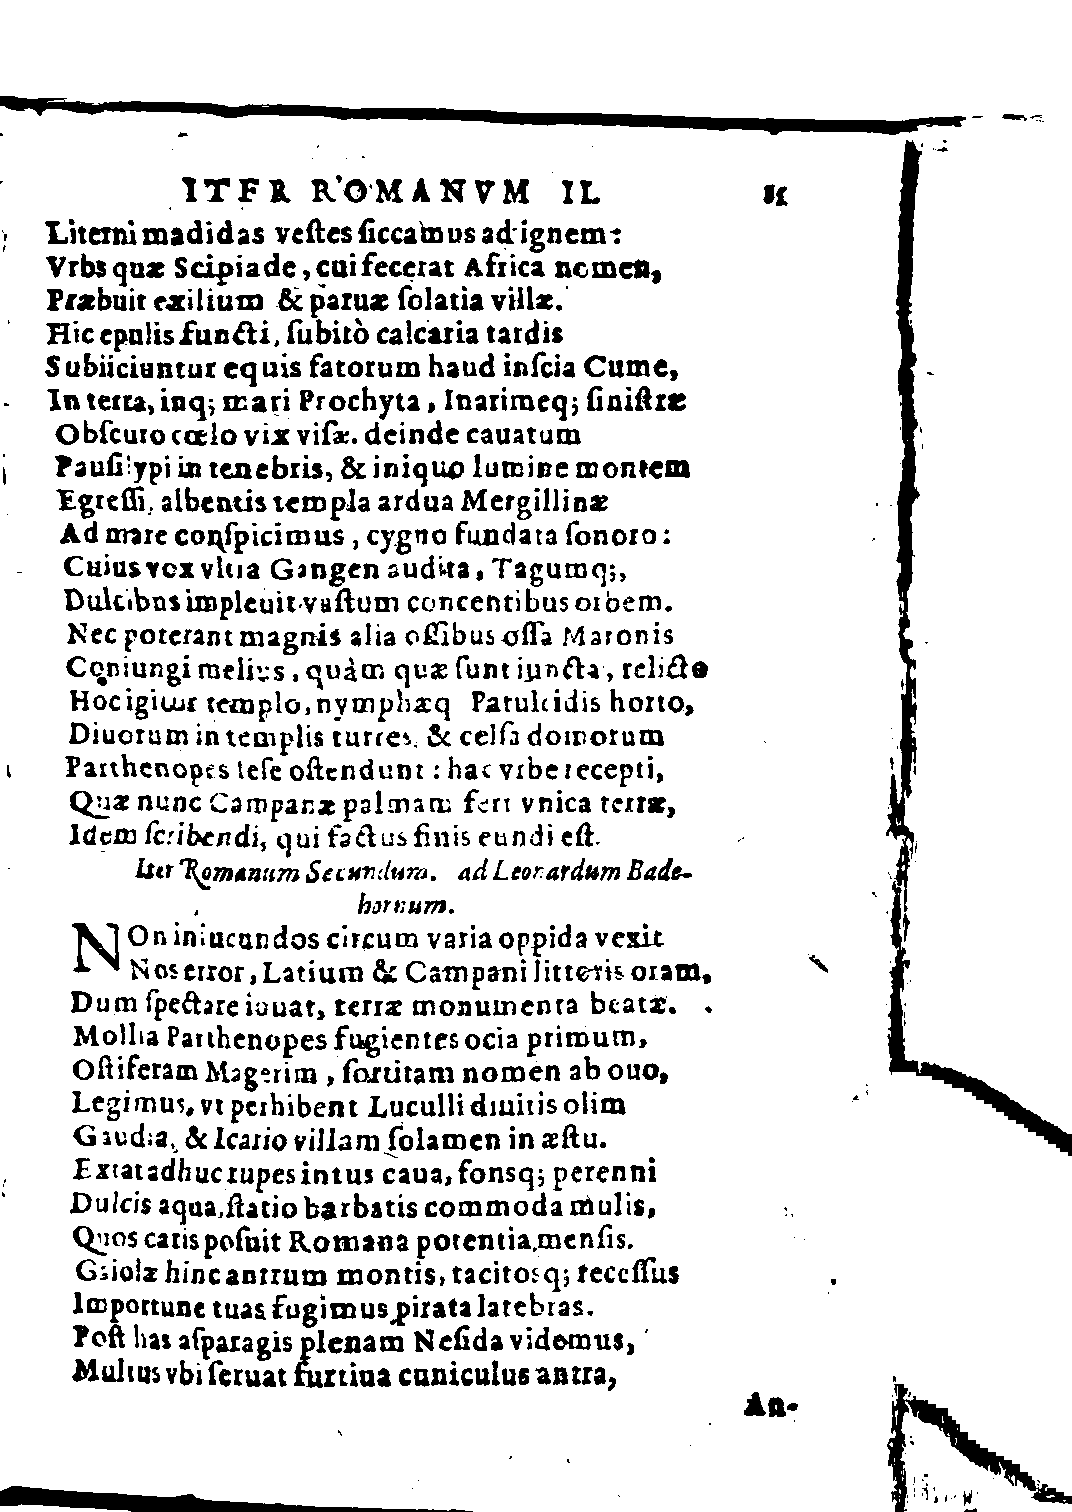 ITER ROMANVM II.
Literni madidas veſtes ſiccamus ad ignem:
Vrbs quæ Scipiade, cui fecerat Africa nomen,
Præbuit exilium & paruæ ſolatia villæ.
Hic epulis functi, ſubitò calcaria tardis
Subiiciuntur equis fatorum haud inſcia Cume,
In terra, inq; mari Prochyta, Inarimeq; ſiniſtræ
Obſcuro cœlo vix viſæ. deinde cauatum
Pauſilypi in tenebris, & iniquo lumine montem
Egreſſi, albentis templa ardua Mergillinæ
Ad mare conſpicimus, cygno fundata ſonoro:
Cuius vox vltra Gangen audita, Tagumq;,
Dulcibus impleuit vaſtum concentibus orbem.
Nec poterant magnis alia oſſibus oſſa Maronis
Coniungi melius, quàm quæ ſunt iuncta, relicto
Hoc igitur templo, nymphæq Patulcidis horto,
Diuorum in templis turres, & celſa domorum
Parthenopes ſeſe oſtendunt: hac vrbe recepti,
Quæ nunc Campanæ palmam fert vnica terræ,
Idem ſcribendi, qui factus finis eundi eſt.
Iter Romanum Secundum. ad Leonardum Bade-
hornum.
NOn iniucundos circum varia oppida vexit
Nos error, Latium & Campani litteris oram,
Dum ſpectare iouat, terræ monumenta beatæ.
Mollia Parthenopes fugientes ocia primum,
Oſtiferam Magerim, ſortitam nomen ab ouo,
Legimus, vt perhibent Luculli diuitis olim
Gaudia, & Icario villam ſolamen in æſtu.
Extat adhuc rupes intus caua, fonsq; perenni
Dulcis aqua, ſtatio barbatis commoda mulis,
Quos caris poſuit Romana potentia, menſis.
Gaiolæ hinc antrum montis, tacitosq; receſſus
Importune tuas fugimus pirata latebras.
Poſt has aſparagis plenam Neſida videmus,
Multus vbi ſeruat furtiua cuniculus antra,
An-